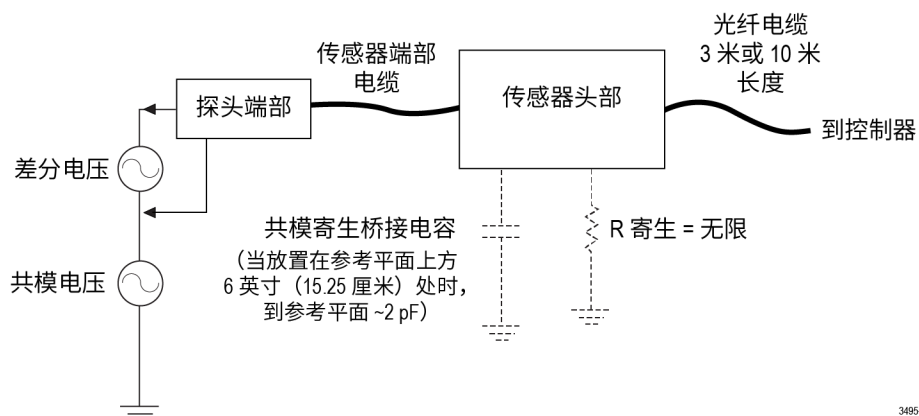 光纤电缆
3 米或 10 米
长度
传感器端部
电缆
探头端部
传感器头部
到控制器
差分电压
共模寄生桥接电容
(当放置在参考平面上方
6 英寸（15.25 厘米）处时，
到参考平面 ~2 pF）
R 寄生 = 无限
共模电压
3495